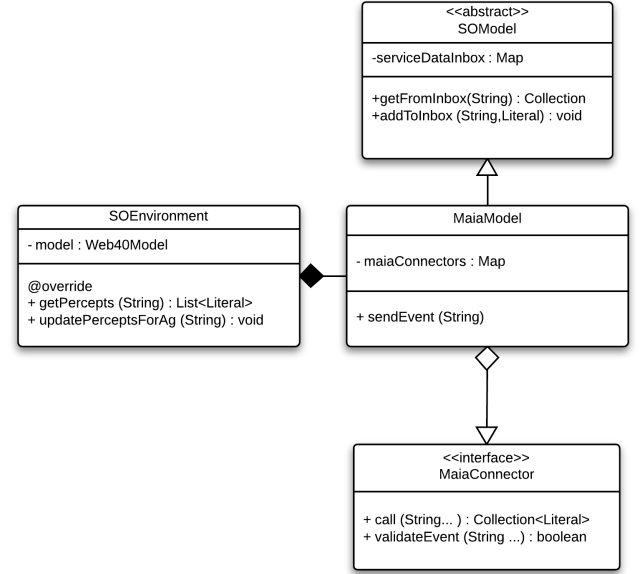 <<abstract>>
SOModel
-serviceDataInbox : Map
+getFromInbox(String) : Collection
+addToInbox (String,Literal) : void
SOEnvironment
- model : Web40Model
@override
+ getPercepts (String) : List<Literal>
+ updatePerceptsForAg (String) : void
MaiaModel
- maiaConnectors : Map
+ sendEvent (String)
<<interface>>
MaiaConnector
+ call (String... ) : Collection<Literal>
+ validateEvent (String ...) : boolean